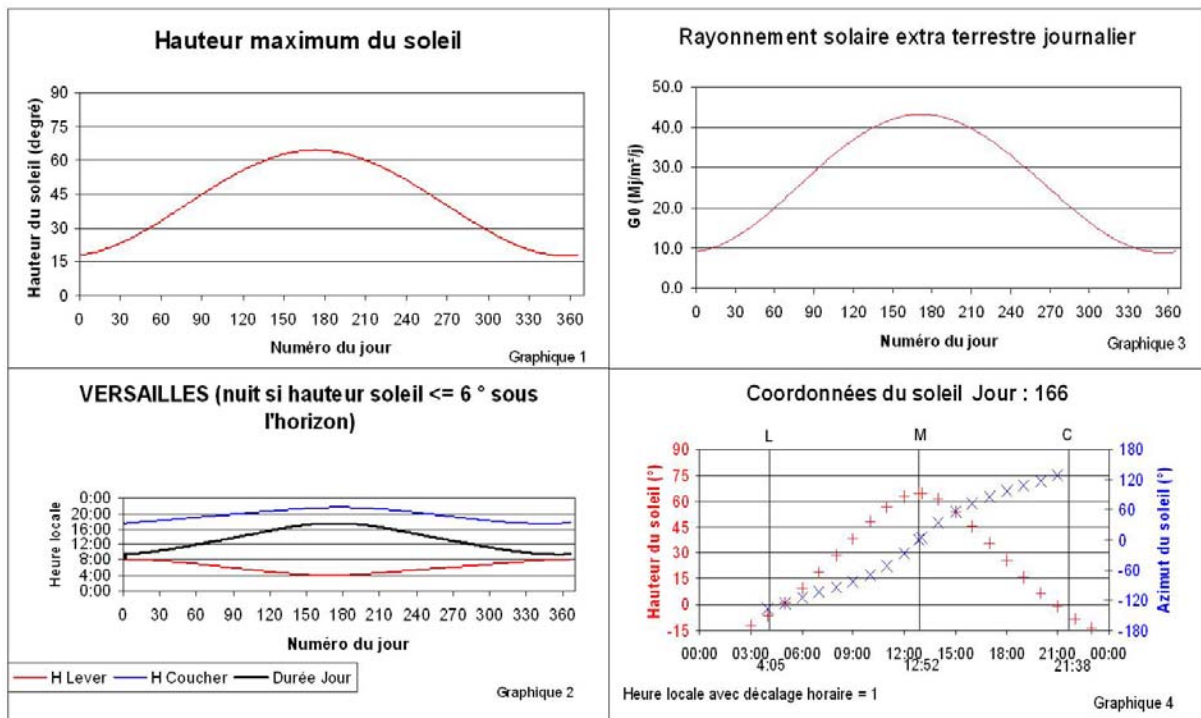 Hauteur maximum du soleil
Hauteur du soleil (degré)
90
75
60
45
30
15
0
0 30 60 90 120 150 180 210 240 270 300 330 360
Numéro du jour
Graphique 1
Rayonnement solaire extra terrestre journalier
G0 (Mj/m²/j)
50.0
40.0
30.0
20.0
10.0
0.0
0 30 60 90 120 150 180 210 240 270 300 330 360
Numéro du jour
Graphique 3
VERSAILLES (nuit si hauteur soleil <= 6 ° sous
l'horizon)
Heure locale
0:00
20:00
16:00
12:00
8:00
4:00
0:00
0 30 60 90 120 150 180 210 240 270 300 330 360
Numéro du jour
H Lever H Coucher Durée Jour
Graphique 2
Coordonnées du soleil Jour : 166
L M C
Hauteur du soleil (°)
90
75
60
45
30
15
0
-15
180
120
60
0
-60
-120
-180
Azimut du soleil (°)
00:00 03:00 06:00 09:00 12:00 15:00 18:00 21:00 00:00
4:05 12:52 21:38
Heure locale avec décalage horaire = 1
Graphique 4